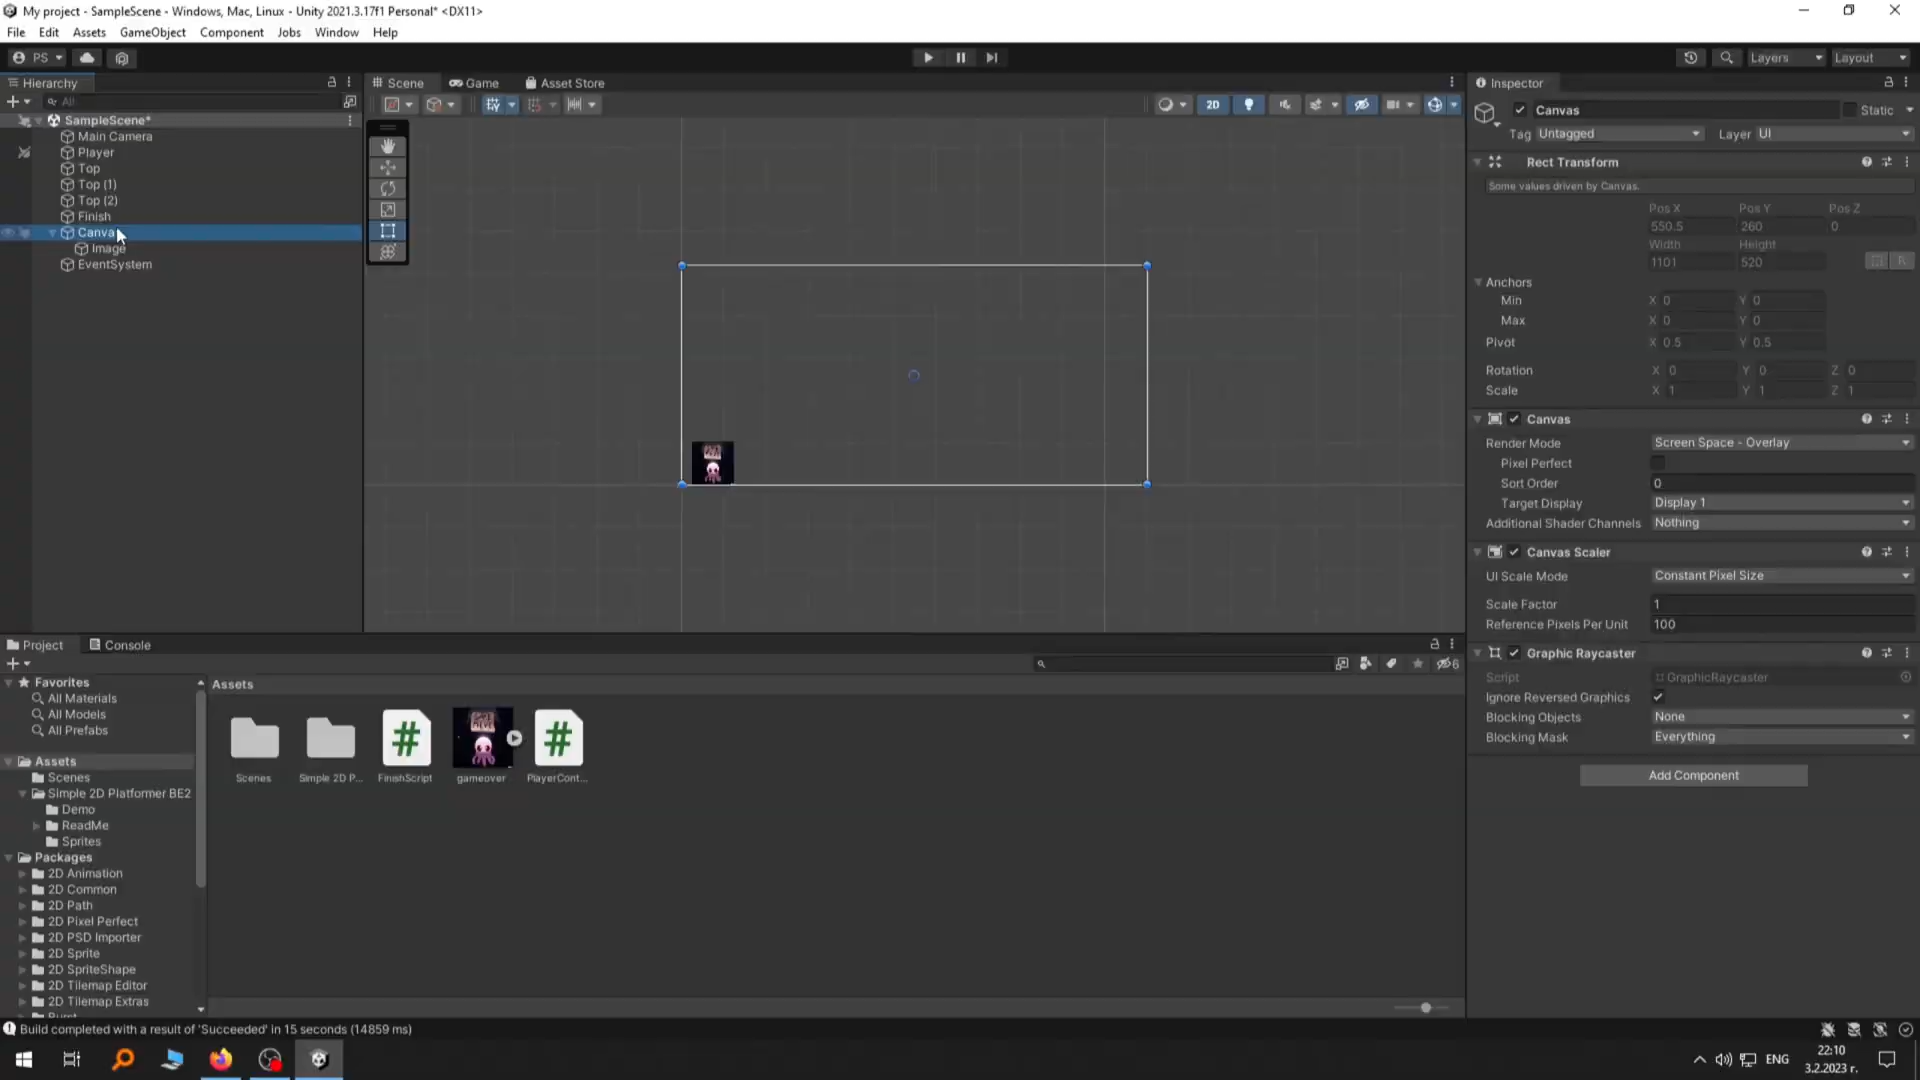 My project - SampleScene - Windows, Mac, Linux - Unity 2021.3.17f1 Personal* <DX11>
File Edit Assets GameObject Component Jobs Window Help
PS
Layers
Layout
Hierarchy
All
SampleScene*
Main Camera
Player
Top
Top (1)
Top (2)
Finish
Canva
Image
EventSystem
Scene
Game
Asset Store
2D
Inspector
Canvas
Static
Tag Untagged
Layer UI
Rect Transform
Some values driven by Canvas.
Pos X Pos Y Pos Z
550.5 260 0
Width Height
1101 520
R
Anchors
Min X 0 Y 0
Max X 0 Y 0
Pivot X 0.5 Y 0.5
Rotation X 0 Y 0 Z 0
Scale X 1 Y 1 Z 1
Canvas
Render Mode Screen Space - Overlay
Pixel Perfect
Sort Order 0
Target Display Display 1
Additional Shader Channels Nothing
Canvas Scaler
UI Scale Mode Constant Pixel Size
Scale Factor 1
Reference Pixels Per Unit 100
Graphic Raycaster
Script GraphicRaycaster
Ignore Reversed Graphics
Blocking Objects None
Blocking Mask Everything
Add Component
Project
Console
6
Favorites
All Materials
All Models
All Prefabs
Assets
Scenes
Simple 2D Platformer BE2
Demo
ReadMe
Sprites
Packages
2D Animation
2D Common
2D Path
2D Pixel Perfect
2D PSD Importer
2D Sprite
2D SpriteShape
2D Tilemap Editor
2D Tilemap Extras
Burst
Assets
Scenes
Simple 2D P...
FinishScript
gameover
PlayerCont...
Build completed with a result of 'Succeeded' in 15 seconds (14859 ms)
ENG
22:10
3.2.2023 г.